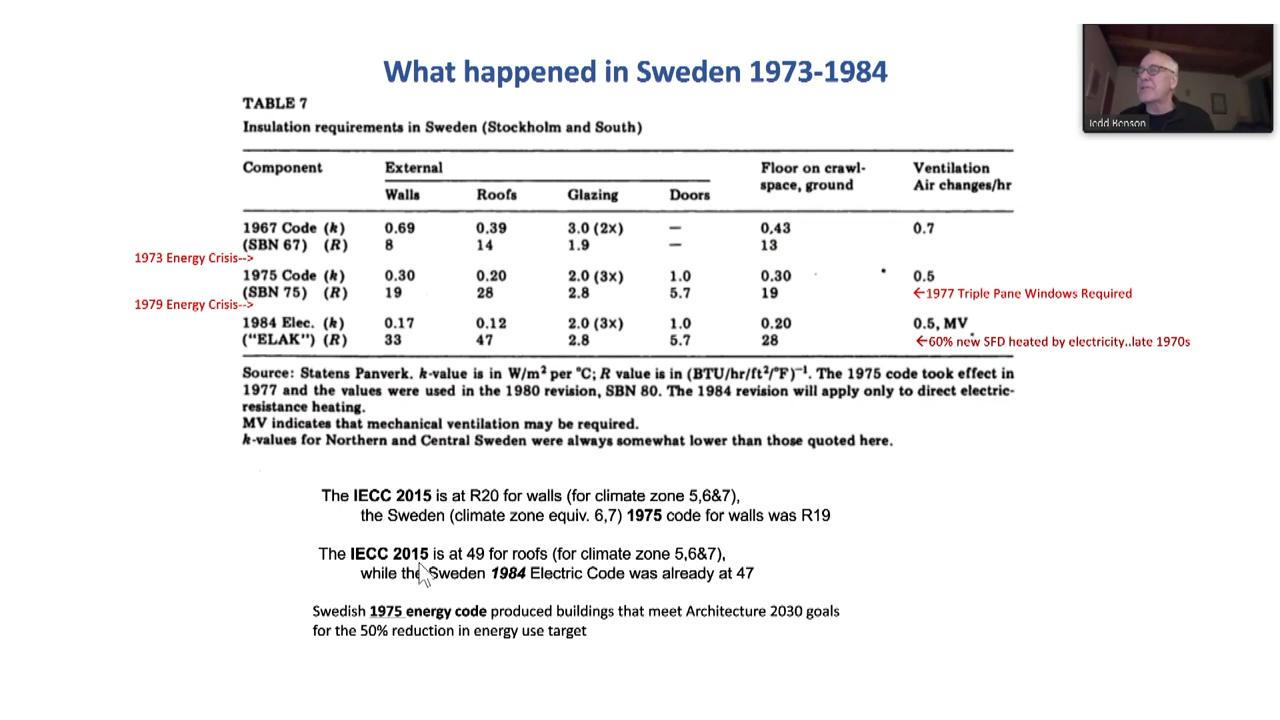 What happened in Sweden 1973-1984
Tedd Benson
TABLE 7
Insulation requirements in Sweden (Stockholm and South)
Component External Floor on crawl- Ventilation
space, ground Air changes/hr
Walls Roofs Glazing Doors
1967 Code (k) 0.69 0.39 3.0 (2x) — 0,43 0.7
(SBN 67) (R) 8 14 1.9 — 13
1973 Energy Crisis-->
1975 Code (k) 0.30 0.20 2.0 (3x) 1.0 0.30 0.5
(SBN 75) (R) 19 28 2.8 5.7 19 ←1977 Triple Pane Windows Required
1979 Energy Crisis-->
1984 Elec. (k) 0.17 0.12 2.0 (3x) 1.0 0.20 0.5, MV
("ELAK") (R) 33 47 2.8 5.7 28 ←60% new SFD heated by electricity..late 1970s
Source: Statens Panverk. k-value is in W/m² per °C; R value is in (BTU/hr/ft²/°F)⁻¹. The 1975 code took effect in
1977 and the values were used in the 1980 revision, SBN 80. The 1984 revision will apply only to direct electric-
resistance heating.
MV indicates that mechanical ventilation may be required.
k-values for Northern and Central Sweden were always somewhat lower than those quoted here.
The IECC 2015 is at R20 for walls (for climate zone 5,6&7),
the Sweden (climate zone equiv. 6,7) 1975 code for walls was R19
The IECC 2015 is at 49 for roofs (for climate zone 5,6&7),
while the Sweden 1984 Electric Code was already at 47
Swedish 1975 energy code produced buildings that meet Architecture 2030 goals
for the 50% reduction in energy use target